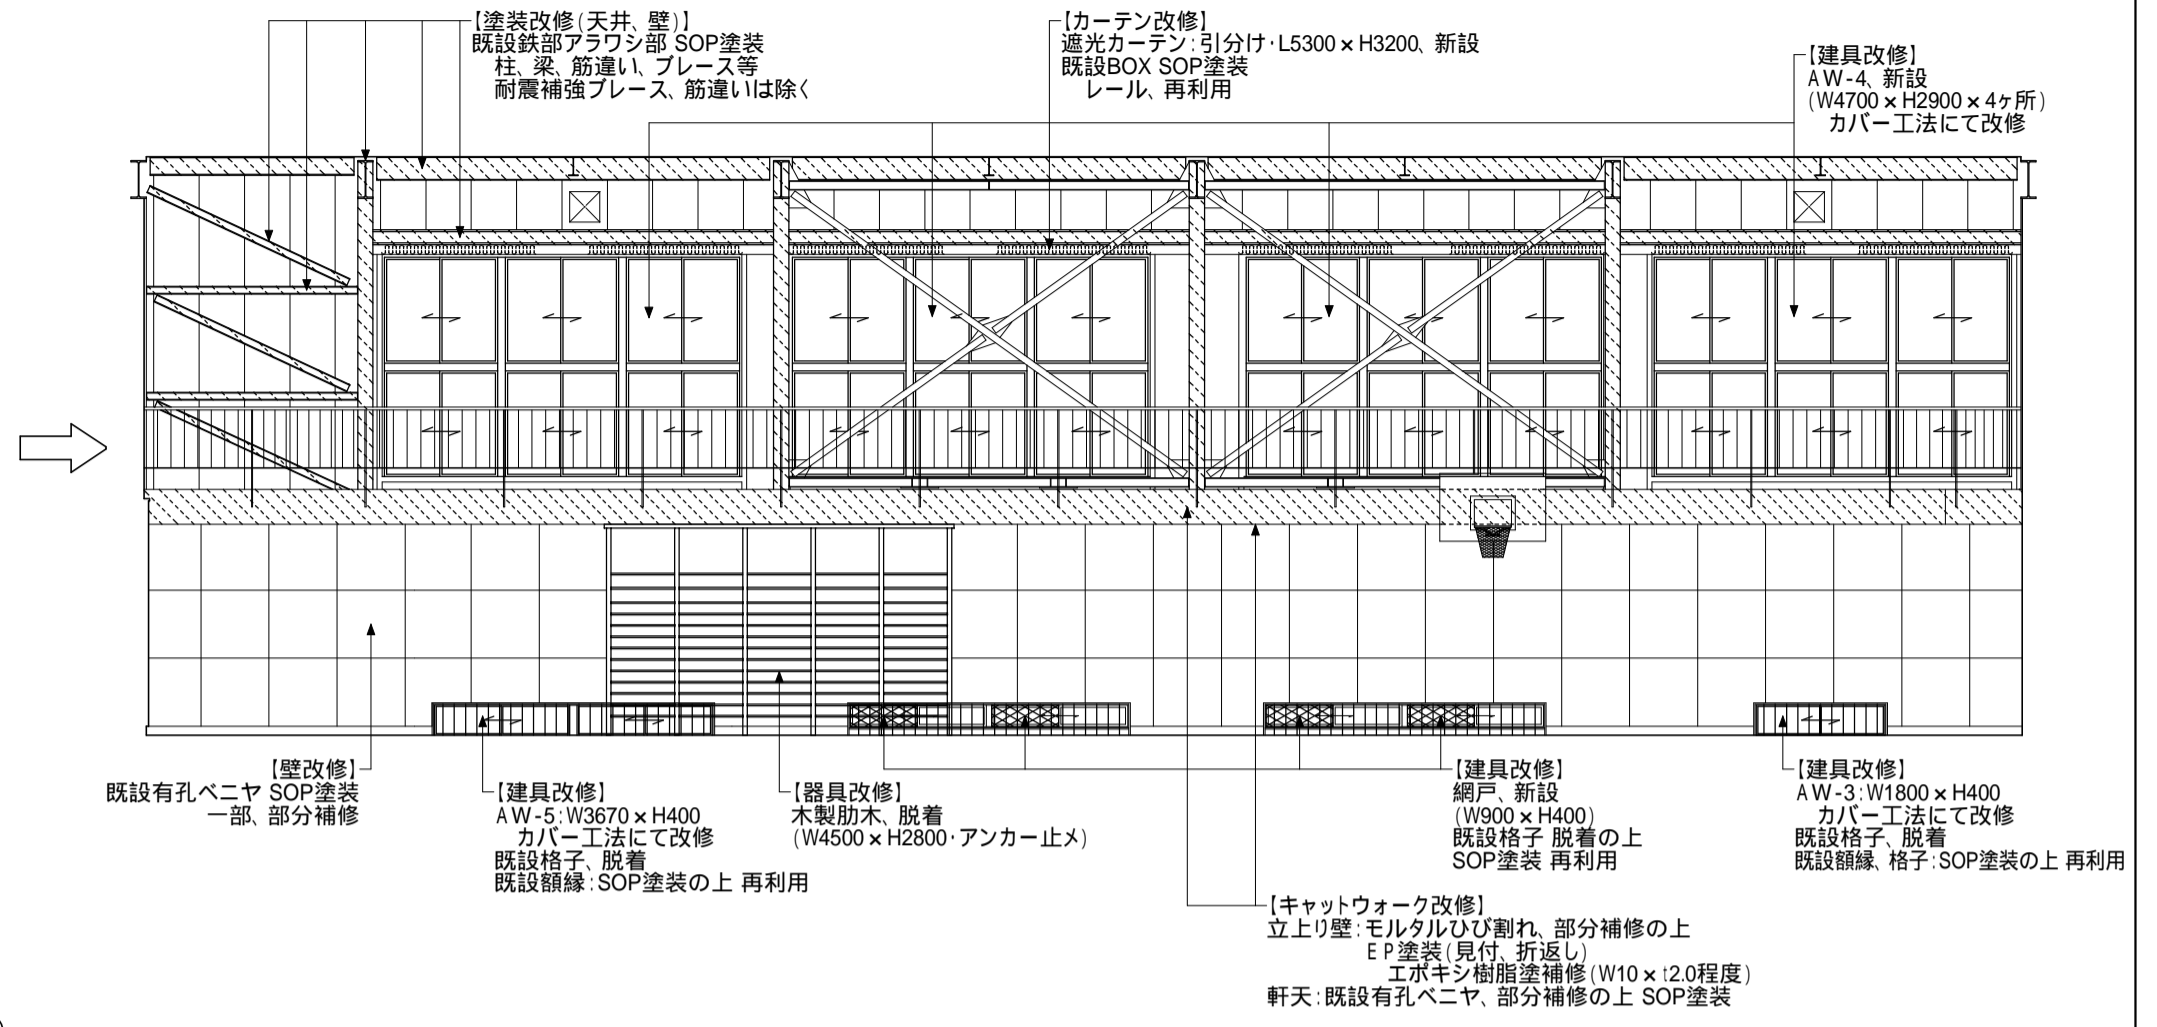 【塗装改修(天井、壁)】
既設鉄部アラワシ部 SOP塗装
柱、梁、筋違い、ブレース等
耐震補強ブレース、筋違いは除く
【カーテン改修】
遮光カーテン：引分け・L5300×H3200、新設
既設BOX SOP塗装
レール、再利用
【建具改修】
AW-4、新設
(W4700×H2900×4ヶ所)
カバー工法にて改修
【壁改修】
既設有孔ベニヤ SOP塗装
一部、部分補修
【建具改修】
AW-5：W3670×H400
カバー工法にて改修
既設格子、脱着
既設額縁：SOP塗装の上 再利用
【器具改修】
木製肋木、脱着
(W4500×H2800・アンカー止メ)
【建具改修】
網戸、新設
(W900×H400)
既設格子 脱着の上
SOP塗装 再利用
【建具改修】
AW-3：W1800×H400
カバー工法にて改修
既設格子、脱着
既設額縁、格子：SOP塗装の上 再利用
【キャットウォーク改修】
立上り壁：モルタルひび割れ、部分補修の上
EP塗装(見付、折返し)
エポキシ樹脂塗補修(W10×t2.0程度)
軒天：既設有孔ベニヤ、部分補修の上 SOP塗装